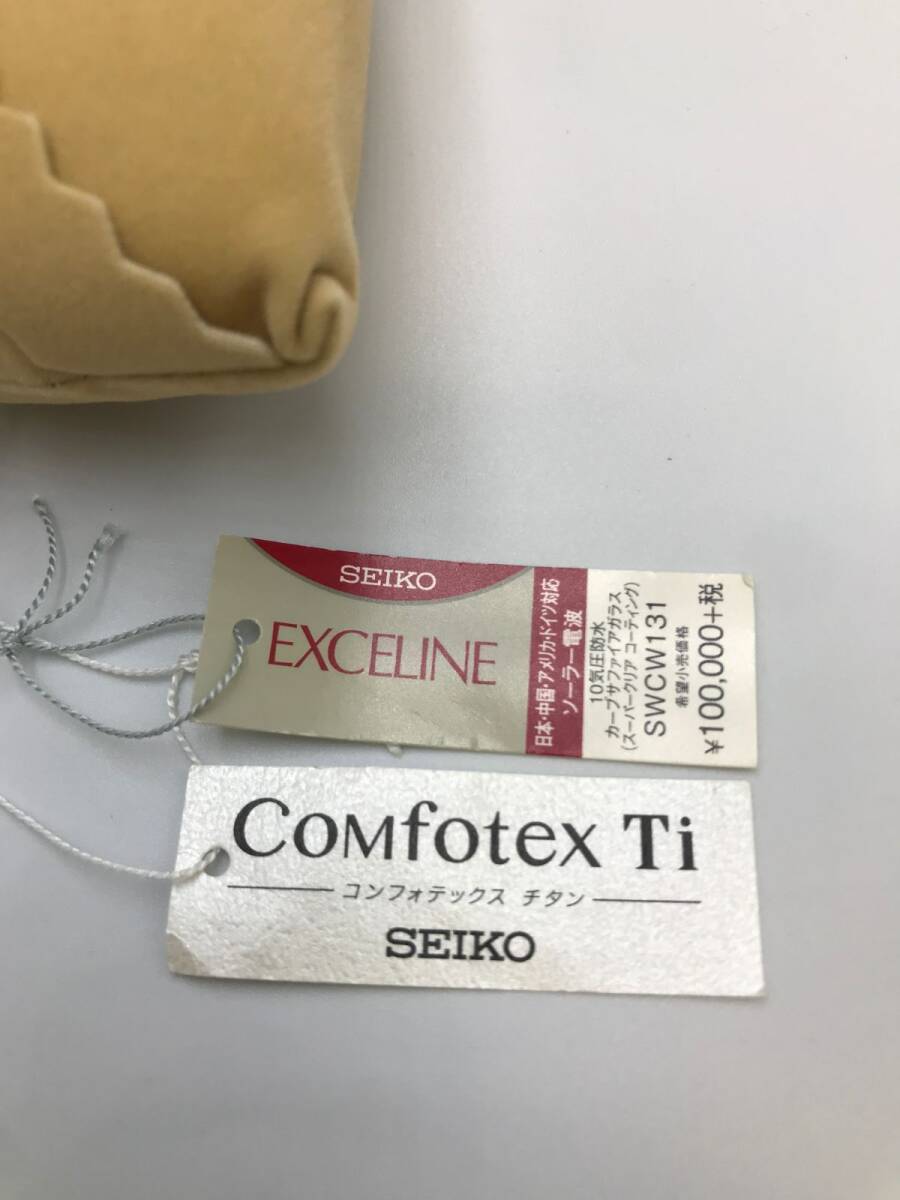 SEIKO
EXCELINE
日本・中国・アメリカ・ドイツ対応
ソーラー電波
10気圧防水
カーブサファイアガラス
(スーパークリア コーティング)
SWCW131
希望小売価格
¥100,000+税
COMfoteX Ti
コンフォテックス チタン
SEIKO